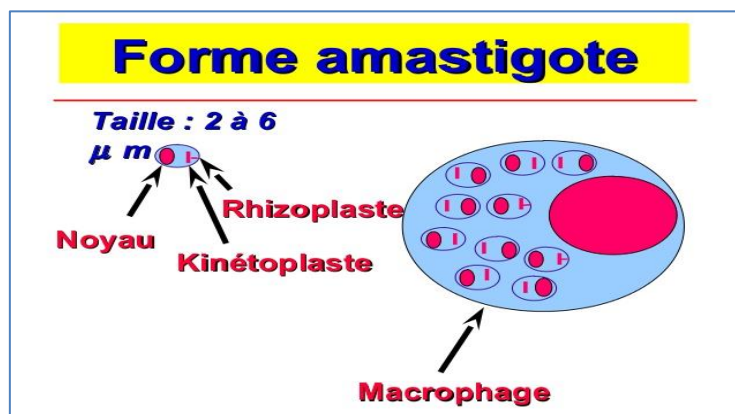 Forme amastigote
Taille : 2 à 6
µ m
Rhizoplaste
Noyau
Kinétoplaste
Macrophage